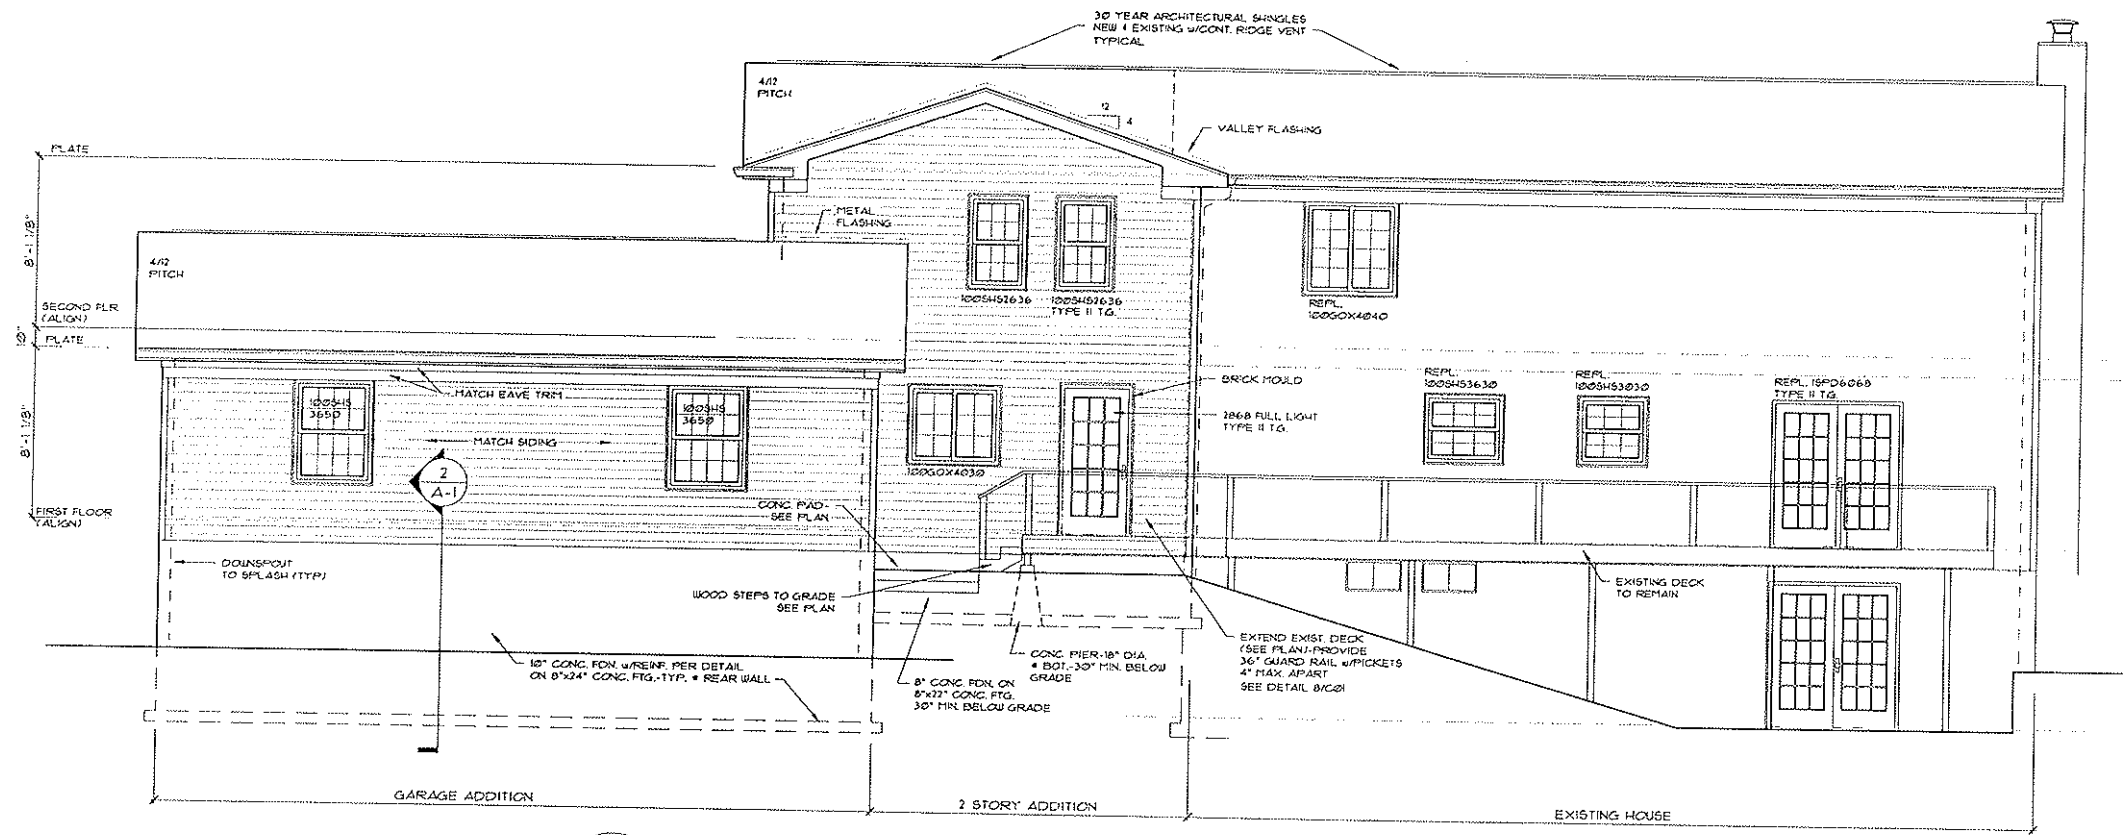 30 YEAR ARCHITECTURAL SHINGLES
NEW & EXISTING W/CONT. RIDGE VENT
TYPICAL
4/12
PITCH
12
4
VALLEY FLASHING
PLATE
METAL
FLASHING
8'-1 1/8"
4/12
PITCH
100SHS2636
100SHS2636
TYPE II T.G.
REPL.
100GOX4040
SECOND FLR
(ALIGN)
10"
PLATE
BRICK MOULD
REPL.
100SHS3630
REPL.
100SHS3030
REPL. ISPD6068
TYPE II T.G.
MATCH EAVE TRIM
100SHS
3650
100SHS
3650
2868 FULL LIGHT
TYPE II T.G.
8'-1 1/8"
MATCH SIDING
100GOX4030
2
A-1
CONC. PAD-
SEE PLAN
FIRST FLOOR
(ALIGN)
DOWNSPOUT
TO SPLASH (TYP)
WOOD STEPS TO GRADE
SEE PLAN
EXISTING DECK
TO REMAIN
10" CONC. FDN. W/REINF. PER DETAIL
ON 8"x24" CONC. FTG.-TYP. @ REAR WALL
8" CONC. FDN. ON
8"x22" CONC. FTG.
30" MIN. BELOW GRADE
CONC. PIER-18" DIA.
@ BOT.-30" MIN. BELOW
GRADE
EXTEND EXIST. DECK
(SEE PLAN)-PROVIDE
36" GUARD RAIL W/PICKETS
4" MAX. APART
SEE DETAIL 8/C01
GARAGE ADDITION
2 STORY ADDITION
EXISTING HOUSE